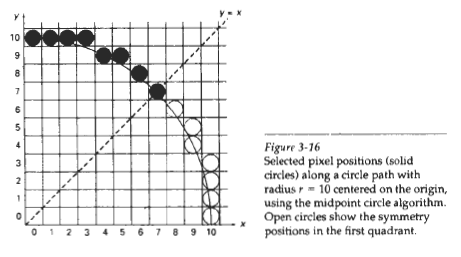 y
y = x
10
9
8
7
6
5
4
3
2
1
0
0 1 2 3 4 5 6 7 8 9 10
x
Figure 3-16
Selected pixel positions (solid
circles) along a circle path with
radius r = 10 centered on the origin,
using the midpoint circle algorithm.
Open circles show the symmetry
positions in the first quadrant.